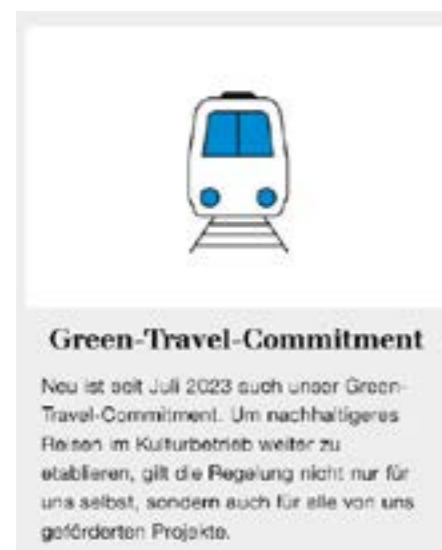 Green-Travel-Commitment
Neu ist seit Juli 2023 auch unser Green-
Travel-Commitment. Um nachhaltigeres
Reisen im Kulturbetrieb weiter zu
etablieren, gilt die Regelung nicht nur für
uns selbst, sondern auch für alle von uns
geförderten Projekte.